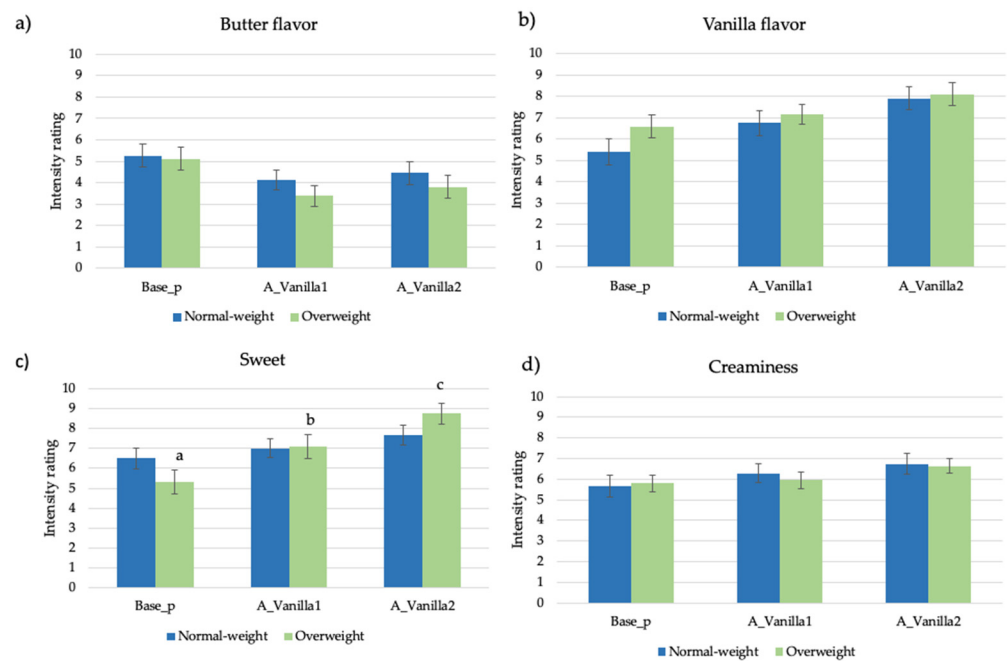 a)
Butter flavor
10
9
8
7
6
5
4
3
2
1
0
Intensity rating
Base_p A_Vanilla1 A_Vanilla2
Normal-weight Overweight
b)
Vanilla flavor
10
9
8
7
6
5
4
3
2
1
0
Intensity rating
Base_p A_Vanilla1 A_Vanilla2
Normal-weight Overweight
c)
Sweet
10
9
8
7
6
5
4
3
2
1
0
Intensity rating
a
b
c
Base_p A_Vanilla1 A_Vanilla2
Normal-weight Overweight
d)
Creaminess
10
9
8
7
6
5
4
3
2
1
0
Intensity rating
Base_p A_Vanilla1 A_Vanilla2
Normal-weight Overweight